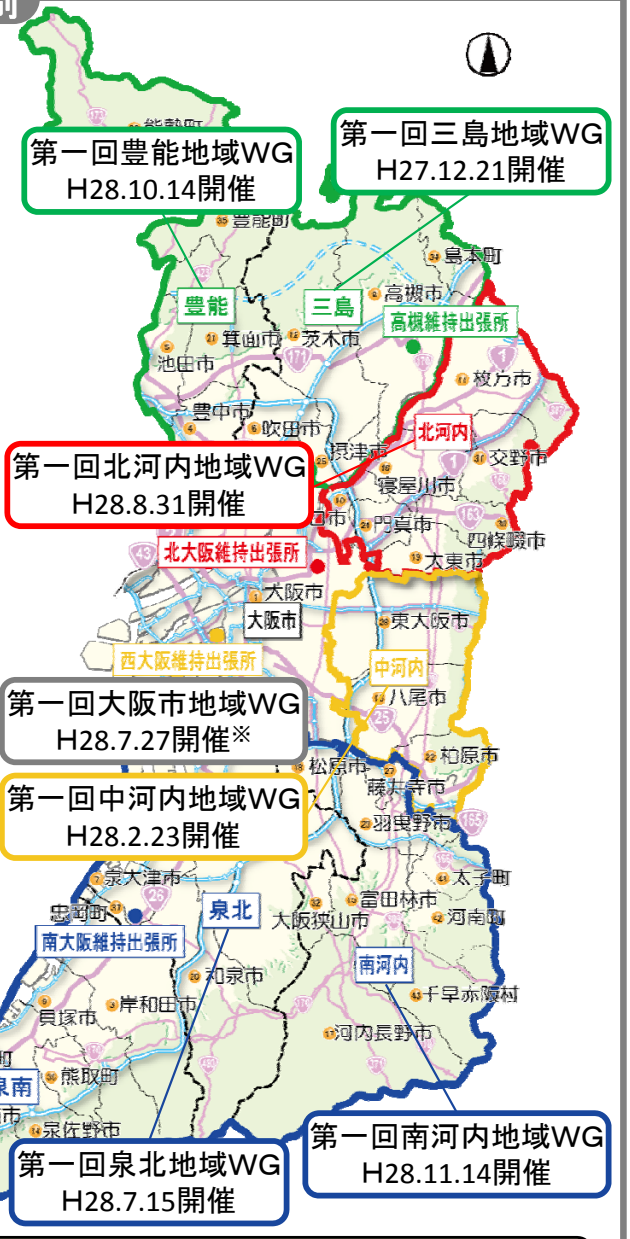 第一回三島地域WG
H27.12.21開催
第一回豊能地域WG
H28.10.14開催
豊能町
島本町
高槻市
豊能
三島
高槻維持出張所
箕面市
茨木市
171
池田市
1
枚方市
豊中市
吹田市
北河内
摂津市
第一回北河内地域WG
H28.8.31開催
1
交野市
寝屋川市
163
門真市
四條畷市
43
北大阪維持出張所
大東市
大阪市
大阪市
東大阪市
西大阪維持出張所
中河内
第一回大阪市地域WG
H28.7.27開催※
八尾市
25
柏原市
松原市
藤井寺市
第一回中河内地域WG
H28.2.23開催
羽曳野市
165
泉大津市
太子町
26
富田林市
忠岡町
泉北
大阪狭山市
河南町
南大阪維持出張所
南河内
和泉市
千早赤阪村
岸和田市
貝塚市
河内長野市
熊取町
泉南
泉佐野市
第一回南河内地域WG
H28.11.14開催
第一回泉北地域WG
H28.7.15開催